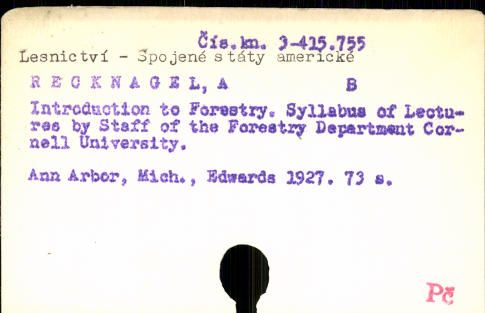 Čís.kn. 3-415.755
Lesnictví - Spojené státy americké
R E C K N A G E L, A B
Introduction to Forestry. Syllabus of Lectu-
res by Staff of the Forestry Department Cor-
nell University.
Ann Arbor, Mich., Edwards 1927. 73 s.
Pč